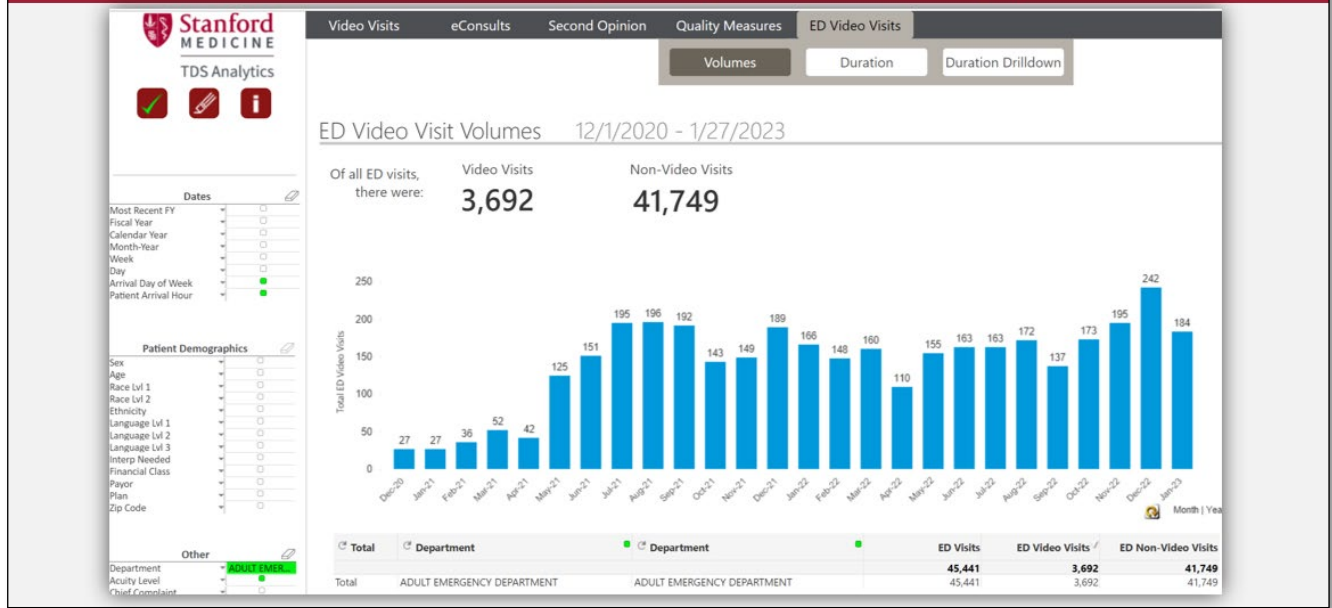 Stanford
MEDICINE
TDS Analytics
Video Visits eConsults Second Opinion Quality Measures ED Video Visits
Volumes Duration Duration Drilldown
ED Video Visit Volumes 12/1/2020 - 1/27/2023
Of all ED visits,
there were:
Video Visits
3,692
Non-Video Visits
41,749
Dates
Most Recent FY
Fiscal Year
Calendar Year
Month-Year
Week
Day
Arrival Day of Week
Patient Arrival Hour
Patient Demographics
Sex
Age
Race Lvl 1
Race Lvl 2
Ethnicity
Language Lvl 1
Language Lvl 2
Language Lvl 3
Interp Needed
Financial Class
Payor
Plan
Zip Code
Other
Department ADULT EMER...
Acuity Level
Chief Complaint
Total ED Video Visits
250
200
150
100
50
0
27 27 36 52 42 125 151 195 196 192 143 149 189 166 148 160 110 155 163 163 172 137 173 195 242 184
Dec-20 Jan-21 Feb-21 Mar-21 Apr-21 May-21 Jun-21 Jul-21 Aug-21 Sep-21 Oct-21 Nov-21 Dec-21 Jan-22 Feb-22 Mar-22 Apr-22 May-22 Jun-22 Jul-22 Aug-22 Sep-22 Oct-22 Nov-22 Dec-22 Jan-23
Month | Yea
Total Department Department ED Visits ED Video Visits ED Non-Video Visits
45,441 3,692 41,749
Total ADULT EMERGENCY DEPARTMENT ADULT EMERGENCY DEPARTMENT 45,441 3,692 41,749